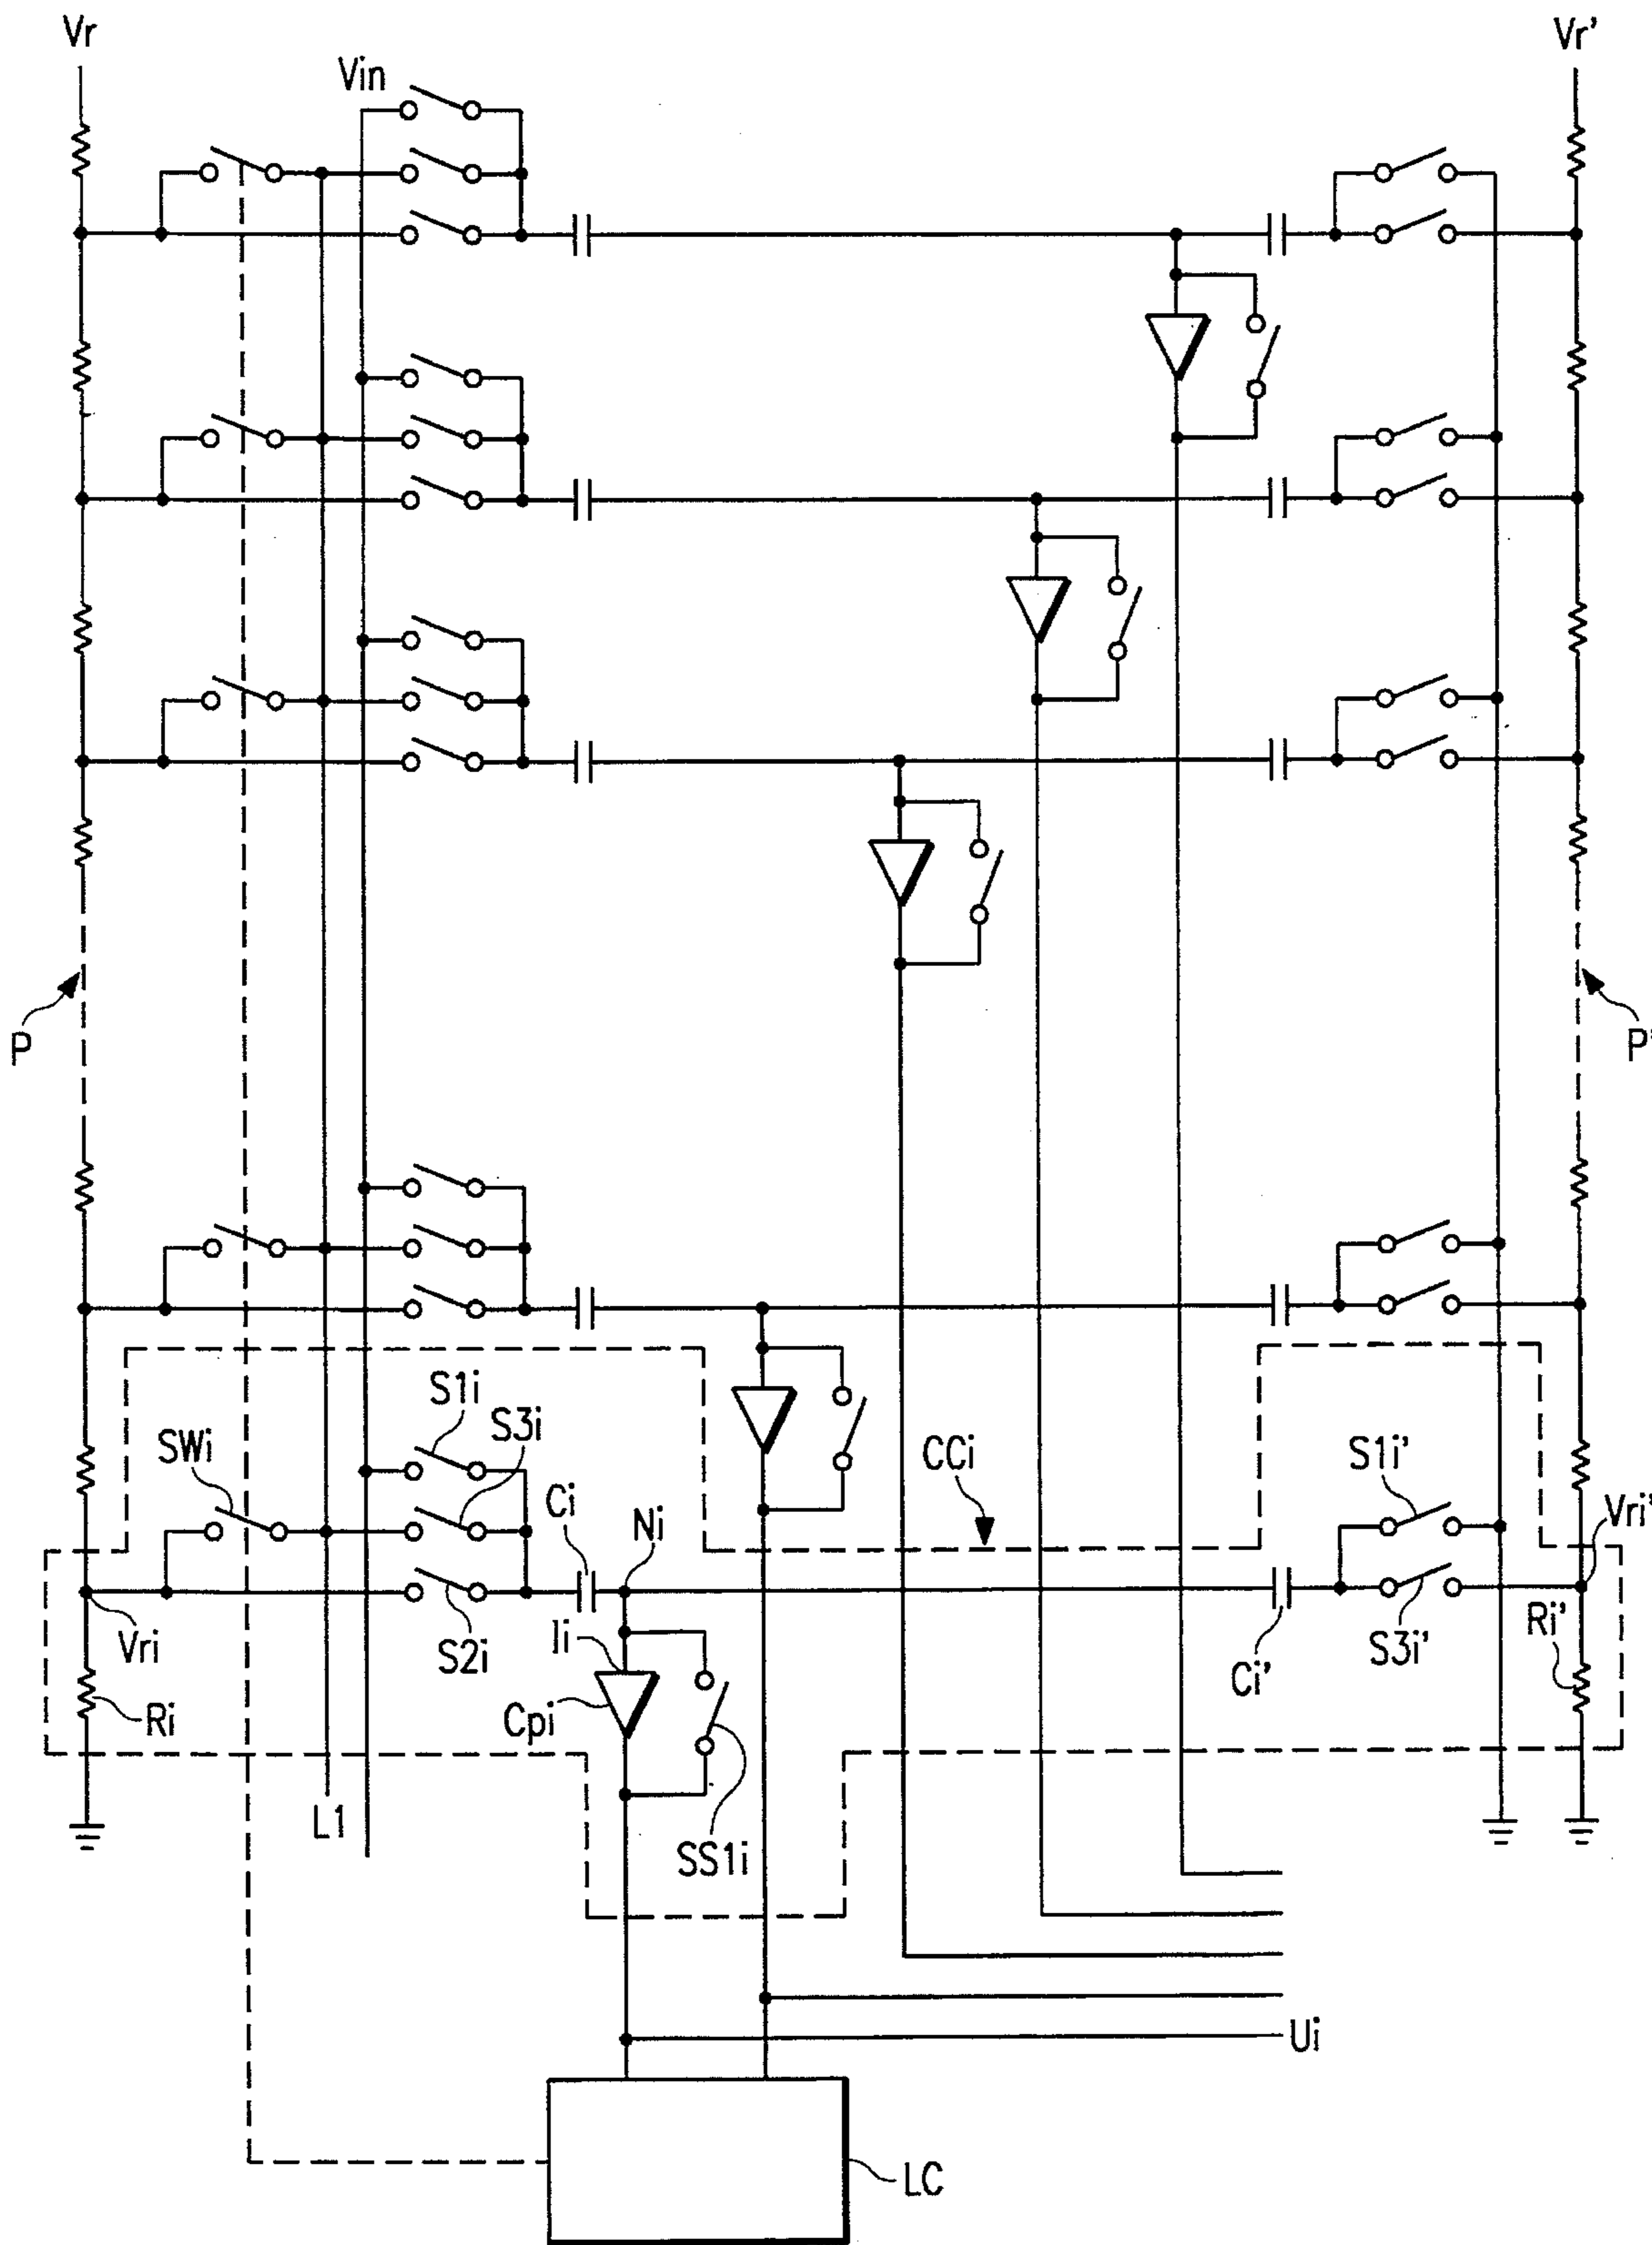 Vr
Vr'
Vin
P
P'
S1i
S3i
SWi
Ci
Ni
CCi
S1i'
Vri'
Vri
S2i
Ii
Ri
Cpi
Ci'
S3i'
Ri'
L1
SS1i
Ui
LC